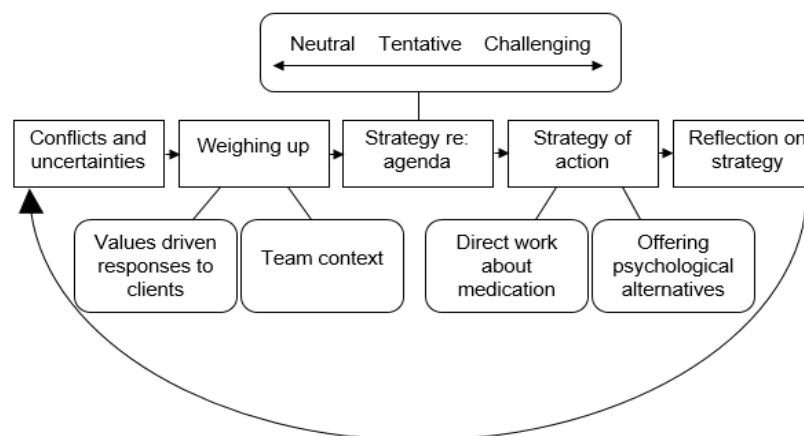 Neutral Tentative Challenging
Conflicts and
uncertainties
Weighing up
Strategy re:
agenda
Strategy of
action
Reflection on
strategy
Values driven
responses to
clients
Team context
Direct work
about
medication
Offering
psychological
alternatives